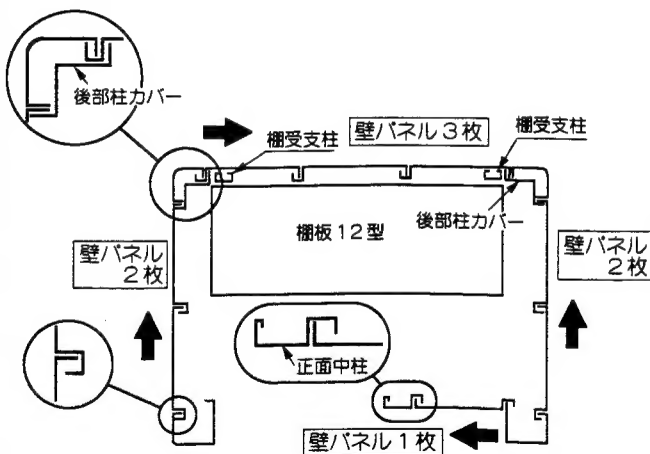 後部柱カバー
壁パネル3枚
棚受支柱
棚受支柱
棚板12型
後部柱カバー
壁パネル
2枚
壁パネル
2枚
正面中柱
壁パネル1枚